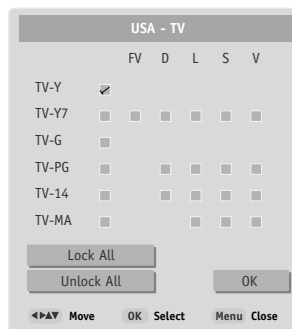 USA - TV
FV D L S V
TV-Y
TV-Y7
TV-G
TV-PG
TV-14
TV-MA
Lock All
Unlock All OK
Move OK Select Menu Close